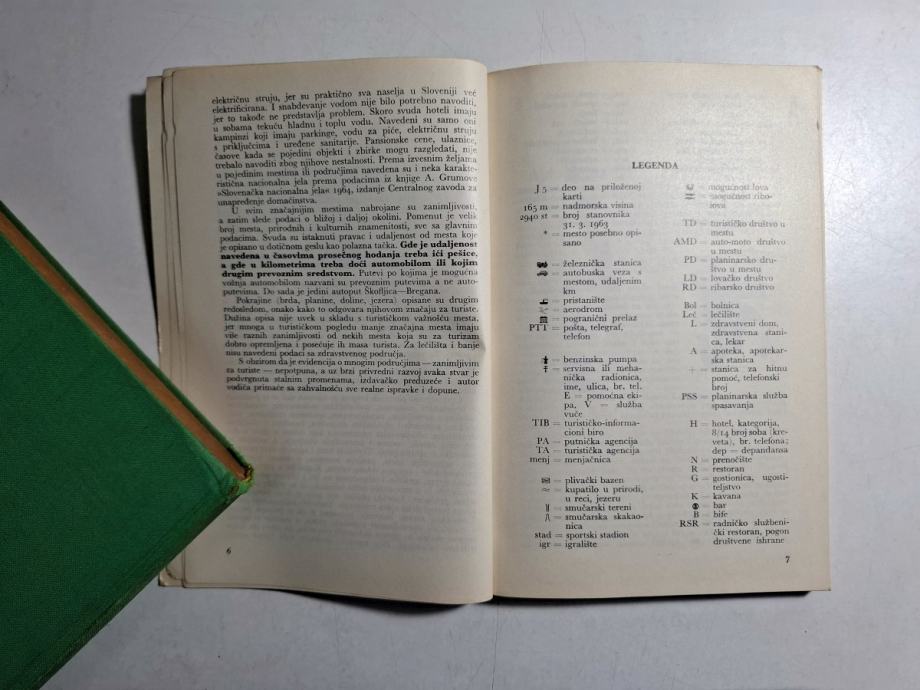 električnu struju, jer su praktično sva naselja u Sloveniji već
elektrificirana. I snabdevanje vodom nije bilo potrebno navoditi,
jer to takođe ne predstavlja problem. Skoro svuda hoteli imaju
u sobama tekuću hladnu i toplu vodu. Navedeni su samo oni
kampinzi koji imaju parkinge, vodu za piće, električnu struju
s priključcima i uređene sanitarije. Pansionske cene, ulaznice,
časove kada se pojedini objekti i zbirke mogu razgledati, nije
trebalo navoditi zbog njihove nestalnosti. Prema izvesnim željama
u pojedinim mestima ili područjima navedena su i neka karakte-
ristična nacionalna jela prema podacima iz knjige A. Grumove
»Slovenačka nacionalna jela« 1964, izdanje Centralnog zavoda za
unapređenje domaćinstva.
U svim značajnijim mestima nabrojane su zanimljivosti,
a zatim slede podaci o bližoj i daljoj okolini. Pomenut je velik
broj mesta, prirodnih i kulturnih znamenitosti, sve sa glavnim
podacima. Svuda su istaknuti pravac i udaljenost od mesta koje
je opisano u dotičnom geslu kao polazna tačka. Gde je udaljenost
navedena u časovima prosečnog hodanja treba ići pešice,
a gde u kilometrima treba doći automobilom ili kojim
drugim prevoznim sredstvom. Putevi po kojima je mogućna
vožnja automobilom nazvani su prevoznim putevima a ne auto-
putevima. Do sada je jedini autoput Škofljica—Bregana.
Pokrajine (brda, planine, doline, jezera) opisane su drugim
redosledom, onako kako to odgovara njihovom značaju za turiste.
Dužina opisa nije uvek u skladu s turističkom važnošću mesta,
jer mnoga u turističkom pogledu manje značajna mesta imaju
više raznih zanimljivosti od nekih mesta koja su za turizam
dobro opremljena i posećuje ih masa turista. Za lečilišta i banje
nisu navedeni podaci sa zdravstvenog područja.
S obzirom da je evidencija o mnogim područjima — zanimljivim
za turiste — nepotpuna, a uz brzi privredni razvoj svaka stvar je
podvrgnuta stalnim promenama, izdavačko preduzeće i autor
vodiča primaće sa zahvalnošću sve realne ispravke i dopune.
6
LEGENDA
J 5 = deo na priloženoj
karti
165 m = nadmorska visina
2940 st = broj stanovnika
31. 3. 1963
* = mesto posebno opi-
sano
= železnička stanica
= autobuska veza s
mestom, udaljenim
km
= pristanište
= aerodrom
= pogranični prelaz
PTT = pošta, telegraf,
telefon
= benzinska pumpa
= servisna ili meha-
nička radionica,
ime, ulica, br. tel.
E = pomoćna eki-
pa, V = služba
vuče
TIB = turističko-informa-
cioni biro
PA = putnička agencija
TA = turistička agencija
menj = menjačnica
= plivački bazen
= kupatilo u prirodi,
u reci, jezeru
= smučarski tereni
= smučarska skakao-
nica
stad = sportski stadion
igr = igralište
= mogućnost lova
= mogućnost ribo-
lova
TD = turističko društvo u
mestu
AMD = auto-moto društvo
u mestu
PD = planinarsko dru-
štvo u mestu
LD = lovačko društvo
RD = ribarsko društvo
Bol = bolnica
Leč = lečilište
L = zdravstveni dom,
zdravstvena stani-
ca, lekar
A = apoteka, apotekar-
ska stanica
+ = stanica za hitnu
pomoć, telefonski
broj
PSS = planinarska služba
spasavanja
H = hotel, kategorija,
8/14 broj soba (kre-
veta), br. telefona;
dep = depandansa
N = prenoćište
R = restoran
G = gostionica, ugosti-
teljstvo
K = kavana
= bar
B = bife
RSR = radničko službeni-
čki restoran, pogon
društvene ishrane
7